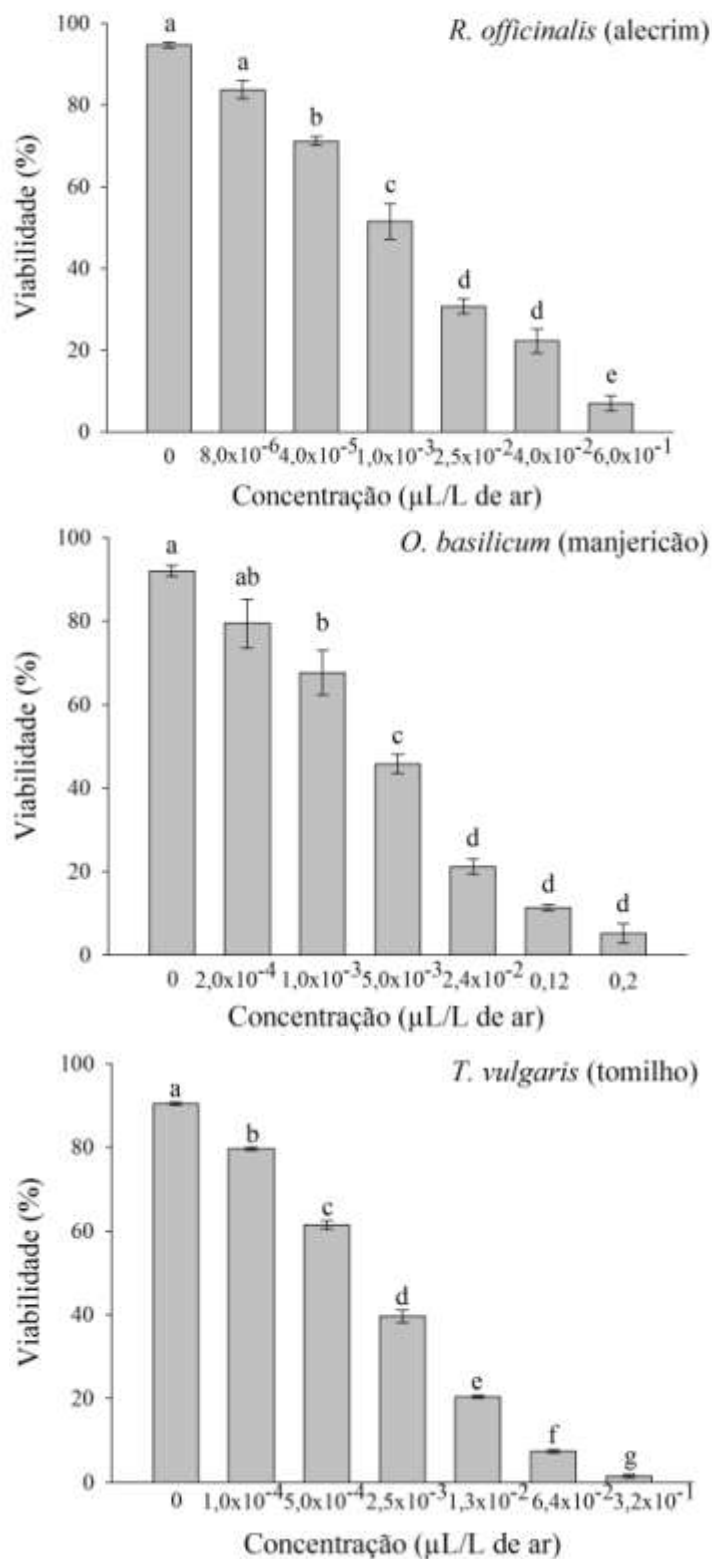 R. officinalis (alecrim)
Viabilidade (%)
100
80
60
40
20
0
a
a
b
c
d
d
e
0 8,0x10⁻⁶ 4,0x10⁻⁵ 1,0x10⁻³ 2,5x10⁻² 4,0x10⁻² 6,0x10⁻¹
Concentração (µL/L de ar)
O. basilicum (manjericão)
Viabilidade (%)
100
80
60
40
20
0
a
ab
b
c
d
d
d
0 2,0x10⁻⁴ 1,0x10⁻³ 5,0x10⁻³ 2,4x10⁻² 0,12 0,2
Concentração (µL/L de ar)
T. vulgaris (tomilho)
Viabilidade (%)
100
80
60
40
20
0
a
b
c
d
e
f
g
0 1,0x10⁻⁴ 5,0x10⁻⁴ 2,5x10⁻³ 1,3x10⁻² 6,4x10⁻² 3,2x10⁻¹
Concentração (µL/L de ar)